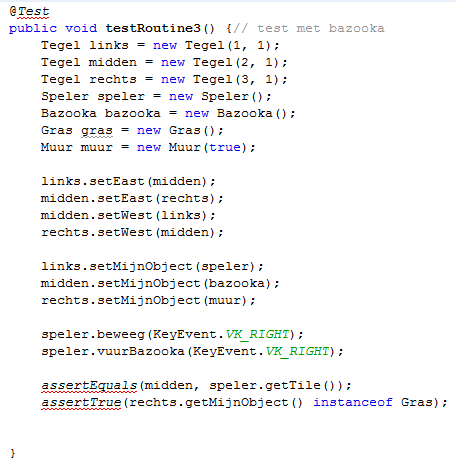 @Test
public void testRoutine3() {// test met bazooka
    Tegel links = new Tegel(1, 1);
    Tegel midden = new Tegel(2, 1);
    Tegel rechts = new Tegel(3, 1);
    Speler speler = new Speler();
    Bazooka bazooka = new Bazooka();
    Gras gras = new Gras();
    Muur muur = new Muur(true);

    links.setEast(midden);
    midden.setEast(rechts);
    midden.setWest(links);
    rechts.setWest(midden);

    links.setMijnObject(speler);
    midden.setMijnObject(bazooka);
    rechts.setMijnObject(muur);

    speler.beweeg(KeyEvent.VK_RIGHT);
    speler.vuurBazooka(KeyEvent.VK_RIGHT);

    assertEquals(midden, speler.getTile());
    assertTrue(rechts.getMijnObject() instanceof Gras);

}